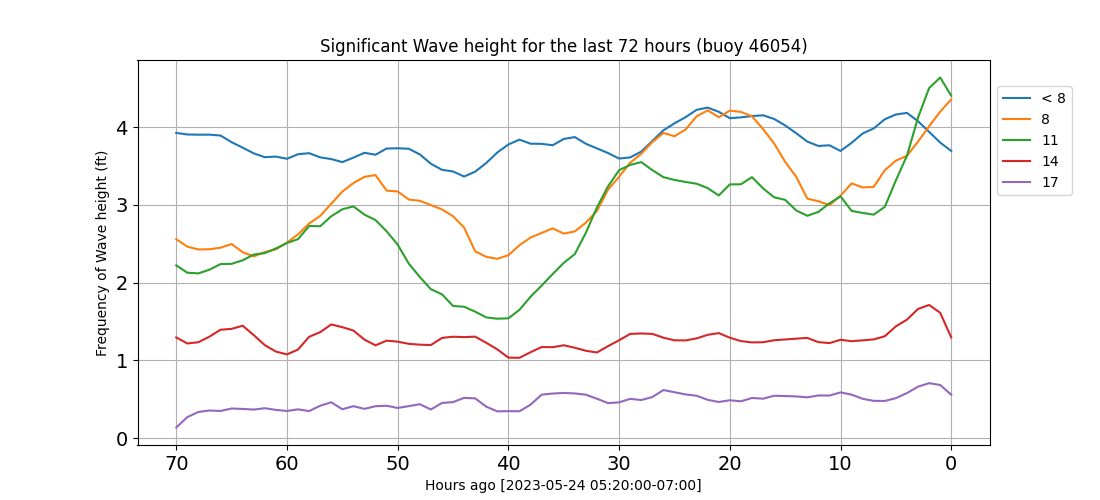 Significant Wave height for the last 72 hours (buoy 46054)
Frequency of Wave height (ft)
4
3
2
1
0
70 60 50 40 30 20 10 0
Hours ago [2023-05-24 05:20:00-07:00]
< 8
8
11
14
17